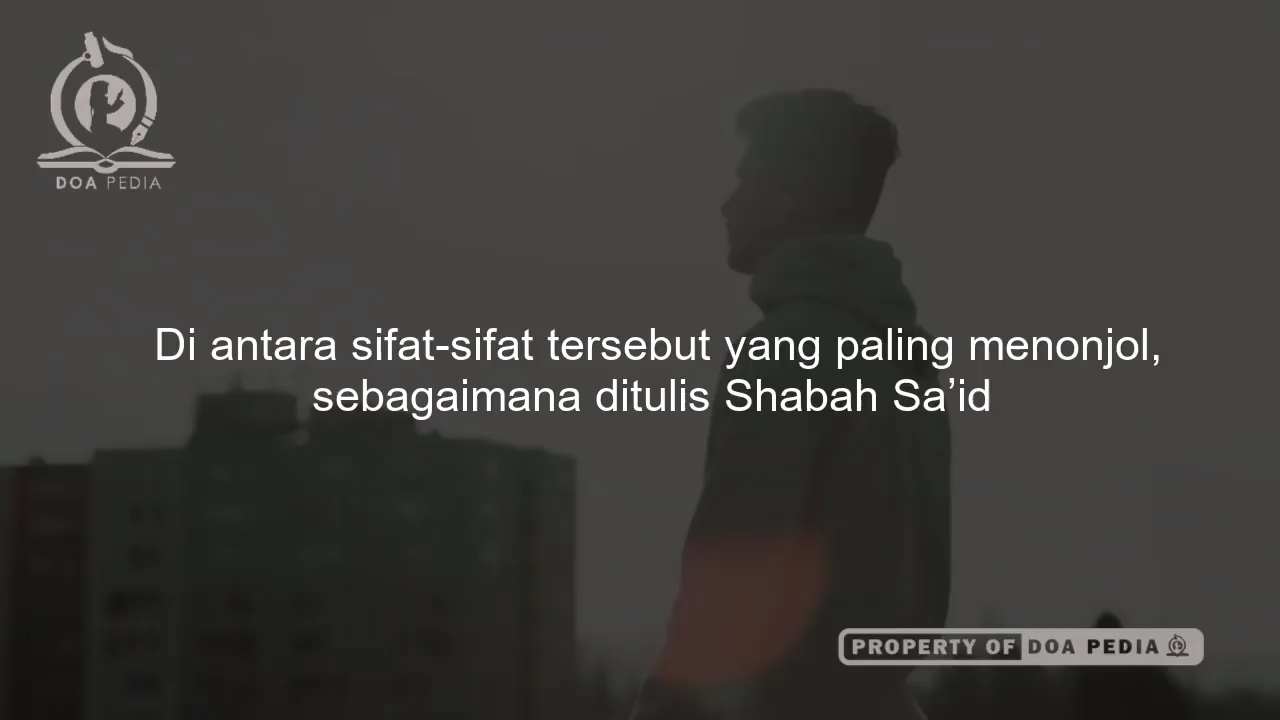 DOA PEDIA
Di antara sifat-sifat tersebut yang paling menonjol,
sebagaimana ditulis Shabah Sa’id
PROPERTY OF DOA PEDIA